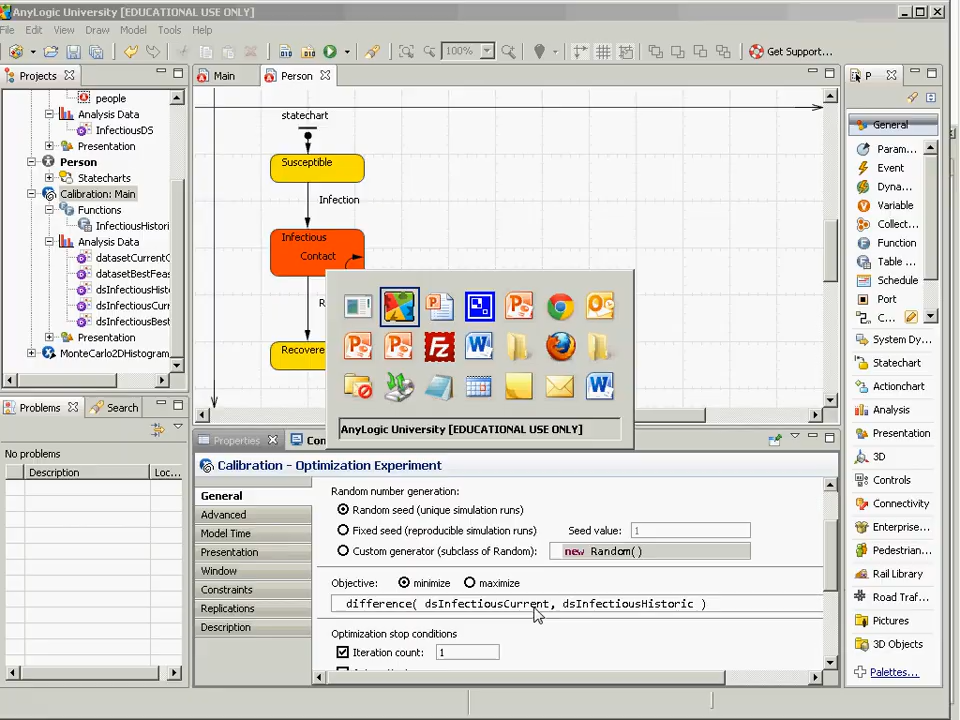 AnyLogic University [EDUCATIONAL USE ONLY]
File Edit View Draw Model Tools Help
100%
Get Support...
Projects
Main
Person
P
people
Analysis Data
InfectiousDS
Presentation
Person
Statecharts
Calibration: Main
Functions
InfectiousHistori
Analysis Data
datasetCurrentC
datasetBestFeas
dsInfectiousHist
dsInfectiousCur
dsInfectiousBest
Presentation
MonteCarlo2DHistogram
statechart
Susceptible
Infection
Infectious
Contact
R
Recovere
AnyLogic University [EDUCATIONAL USE ONLY]
General
Param...
Event
Dyna...
Variable
Collect...
Function
Table ...
Schedule
Port
C...
System Dy...
Statechart
Actionchart
Analysis
Presentation
3D
Controls
Connectivity
Enterprise...
Pedestrian...
Rail Library
Road Traf...
Pictures
3D Objects
Palettes...
Problems
Search
No problems
Description
Loc...
Properties
Con
Calibration - Optimization Experiment
General
Advanced
Model Time
Presentation
Window
Constraints
Replications
Description
Random number generation:
Random seed (unique simulation runs)
Fixed seed (reproducible simulation runs)
Seed value:
1
Custom generator (subclass of Random):
new Random()
Objective:
minimize
maximize
difference( dsInfectiousCurrent, dsInfectiousHistoric )
Optimization stop conditions
Iteration count:
1